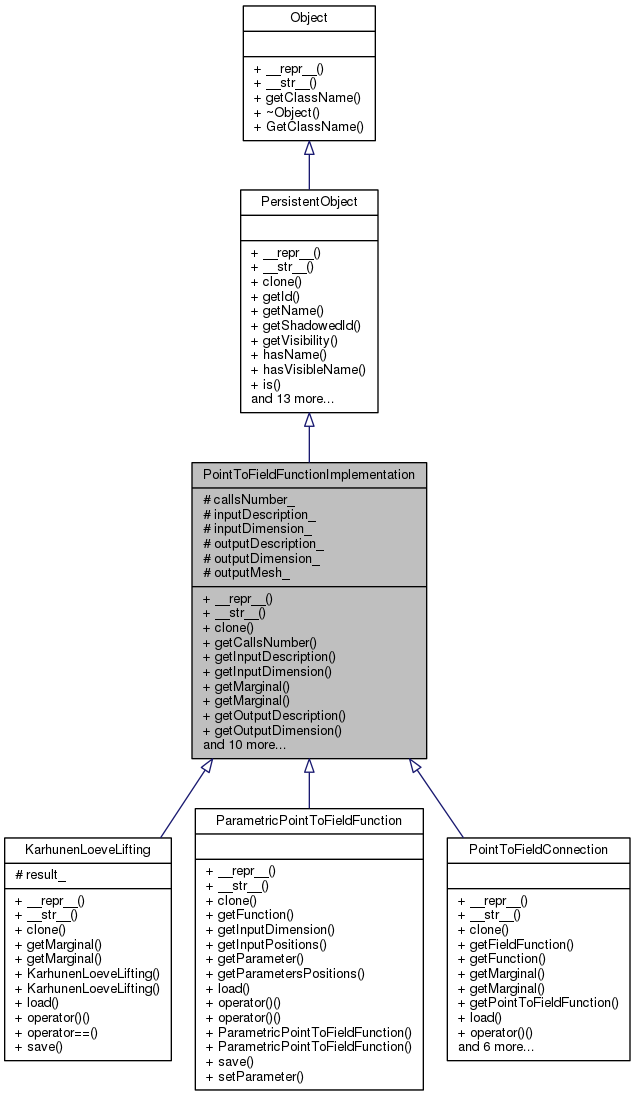 Object
+ __repr__()
+ __str__()
+ getClassName()
+ ~Object()
+ GetClassName()
PersistentObject
+ __repr__()
+ __str__()
+ clone()
+ getId()
+ getName()
+ getShadowedId()
+ getVisibility()
+ hasName()
+ hasVisibleName()
+ is()
and 13 more...
PointToFieldFunctionImplementation
# callsNumber_
# inputDescription_
# inputDimension_
# outputDescription_
# outputDimension_
# outputMesh_
+ __repr__()
+ __str__()
+ clone()
+ getCallsNumber()
+ getInputDescription()
+ getInputDimension()
+ getMarginal()
+ getMarginal()
+ getOutputDescription()
+ getOutputDimension()
and 10 more...
KarhunenLoeveLifting
# result_
+ __repr__()
+ __str__()
+ clone()
+ getMarginal()
+ getMarginal()
+ KarhunenLoeveLifting()
+ KarhunenLoeveLifting()
+ load()
+ operator()()
+ operator==()
+ save()
ParametricPointToFieldFunction
+ __repr__()
+ __str__()
+ clone()
+ getFunction()
+ getInputDimension()
+ getInputPositions()
+ getParameter()
+ getParametersPositions()
+ load()
+ operator()()
+ operator()()
+ ParametricPointToFieldFunction()
+ ParametricPointToFieldFunction()
+ save()
+ setParameter()
PointToFieldConnection
+ __repr__()
+ __str__()
+ clone()
+ getFieldFunction()
+ getFunction()
+ getMarginal()
+ getMarginal()
+ getPointToFieldFunction()
+ load()
+ operator()()
and 6 more...